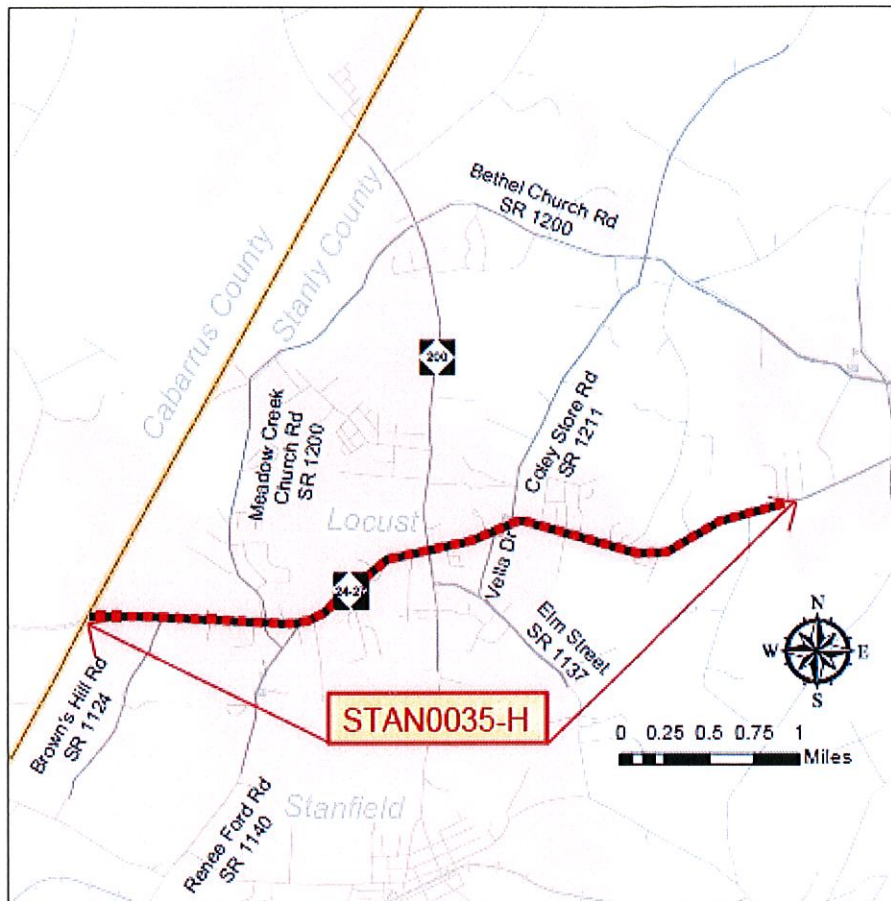 Cabarrus County
Stanly County
Bethel Church Rd
SR 1200
200
Meadow Creek
Church Rd
SR 1200
Coley Store Rd
SR 1211
Locust
Vella Dr
24-27
Elm Street
SR 1137
N
W
E
S
Brown's Hill Rd
SR 1124
STAN0035-H
0 0.25 0.5 0.75 1
Miles
Renee Ford Rd
SR 1140
Stanfield